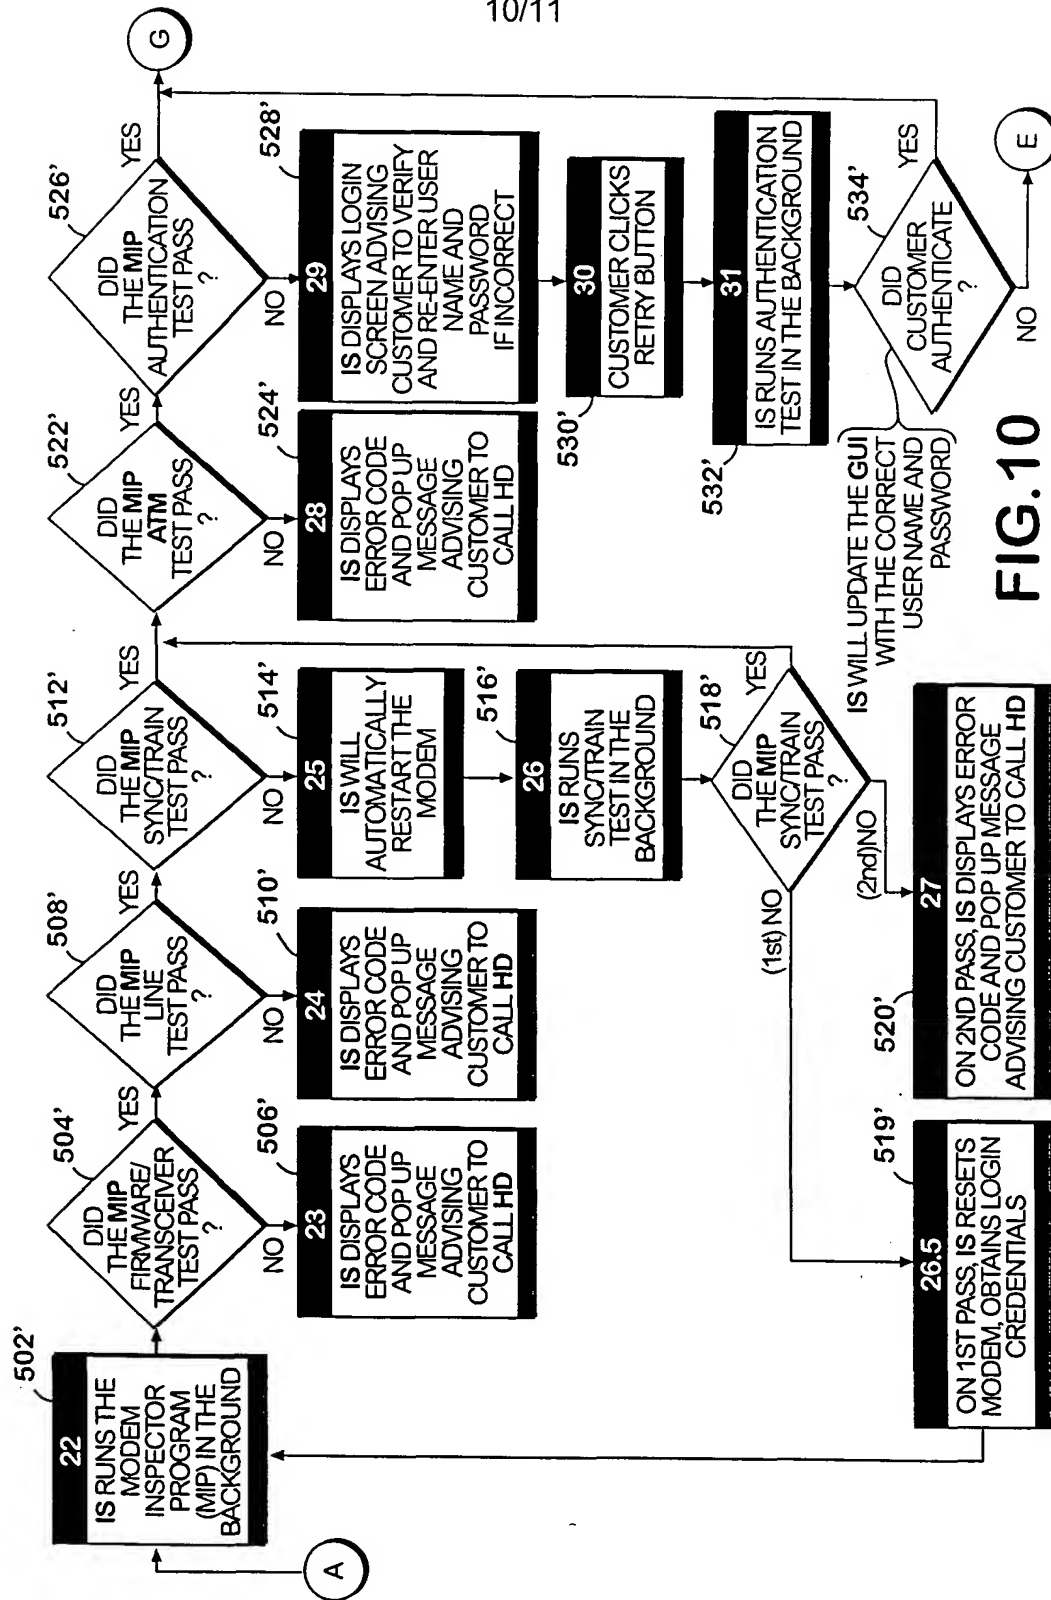 10/11
A
502'
22
IS RUNS THE
MODEM
INSPECTOR
PROGRAM
(MIP) IN THE
BACKGROUND
504'
DID
THE MIP
FIRMWARE/
TRANSCEIVER
TEST PASS
?
YES
NO
506'
23
IS DISPLAYS
ERROR CODE
AND POP UP
MESSAGE
ADVISING
CUSTOMER TO
CALL HD
508'
DID
THE MIP
LINE
TEST PASS
?
YES
NO
510'
24
IS DISPLAYS
ERROR CODE
AND POP UP
MESSAGE
ADVISING
CUSTOMER TO
CALL HD
512'
DID
THE MIP
SYNC/TRAIN
TEST PASS
?
YES
NO
514'
25
IS WILL
AUTOMATICALLY
RESTART THE
MODEM
516'
26
IS RUNS
SYNC/TRAIN
TEST IN THE
BACKGROUND
518'
DID
THE MIP
SYNC/TRAIN
TEST PASS
?
YES
(1st) NO
(2nd)NO
519'
26.5
ON 1ST PASS, IS RESETS
MODEM, OBTAINS LOGIN
CREDENTIALS
520'
27
ON 2ND PASS, IS DISPLAYS ERROR
CODE AND POP UP MESSAGE
ADVISING CUSTOMER TO CALL HD
522'
DID
THE MIP
ATM
TEST PASS
?
YES
NO
524'
28
IS DISPLAYS
ERROR CODE
AND POP UP
MESSAGE
ADVISING
CUSTOMER TO
CALL HD
526'
DID
THE MIP
AUTHENTICATION
TEST PASS
?
YES
NO
G
528'
29
IS DISPLAYS LOGIN
SCREEN ADVISING
CUSTOMER TO VERIFY
AND RE-ENTER USER
NAME AND
PASSWORD
IF INCORRECT
530'
30
CUSTOMER CLICKS
RETRY BUTTON
532'
31
IS RUNS AUTHENTICATION
TEST IN THE BACKGROUND
534'
DID
CUSTOMER
AUTHENTICATE
?
YES
NO
E
IS WILL UPDATE THE GUI
WITH THE CORRECT
USER NAME AND
PASSWORD
FIG.10